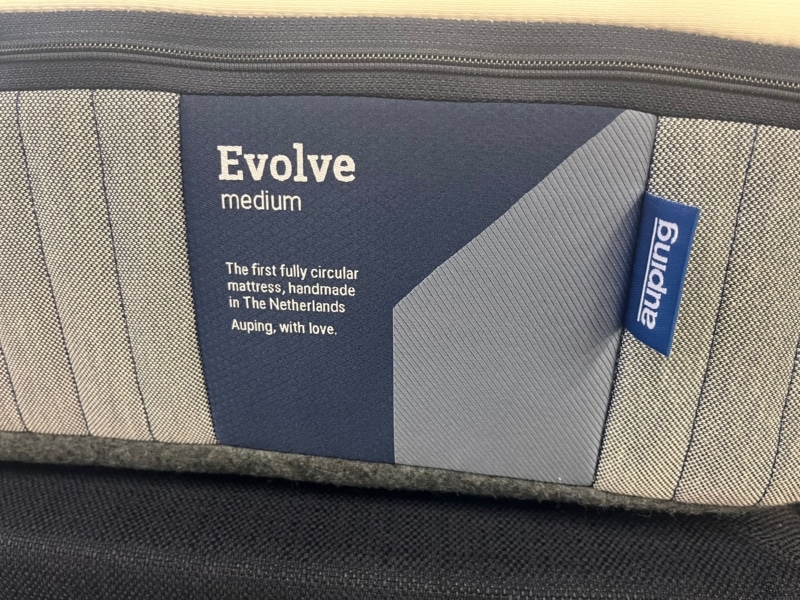 Evolve
medium
The first fully circular
mattress, handmade
in The Netherlands
Auping, with love.
auping